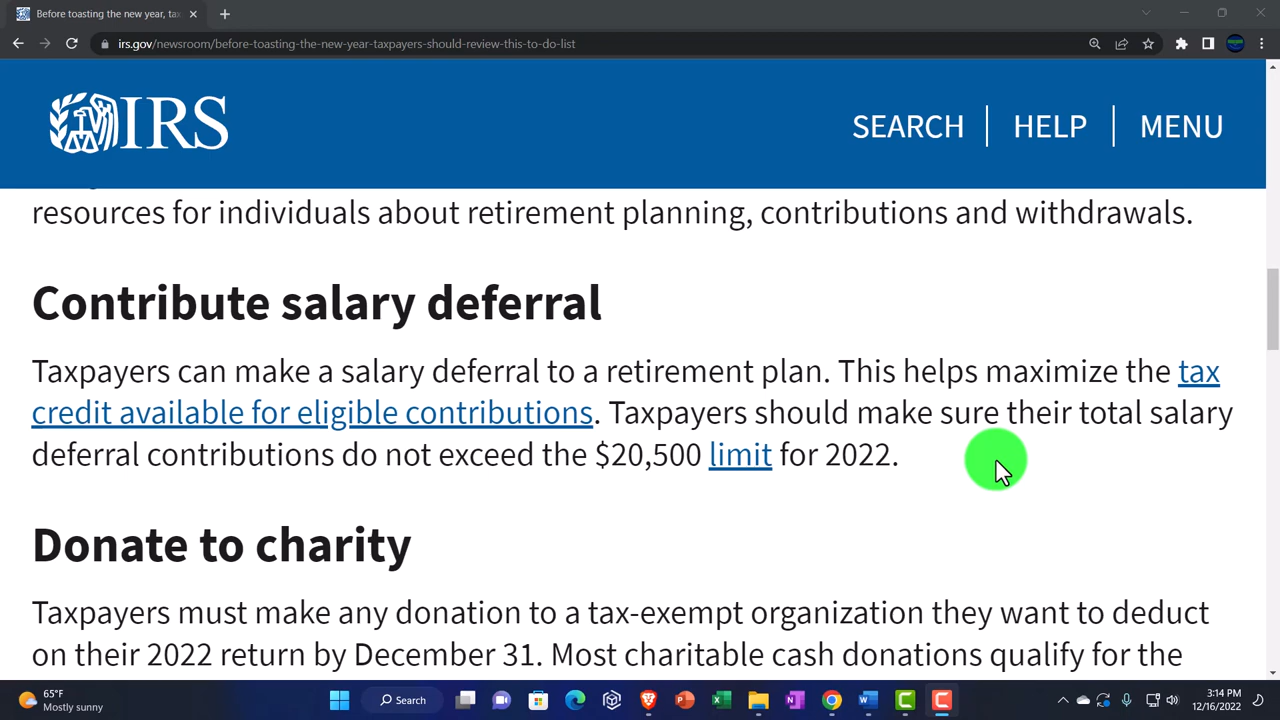 Before toasting the new year, tax
irs.gov/newsroom/before-toasting-the-new-year-taxpayers-should-review-this-to-do-list
IRS
SEARCH
HELP
MENU
resources for individuals about retirement planning, contributions and withdrawals.
Contribute salary deferral
Taxpayers can make a salary deferral to a retirement plan. This helps maximize the tax
credit available for eligible contributions. Taxpayers should make sure their total salary
deferral contributions do not exceed the $20,500 limit for 2022.
Donate to charity
Taxpayers must make any donation to a tax-exempt organization they want to deduct
on their 2022 return by December 31. Most charitable cash donations qualify for the
65°F
Mostly sunny
Search
3:14 PM
12/16/2022